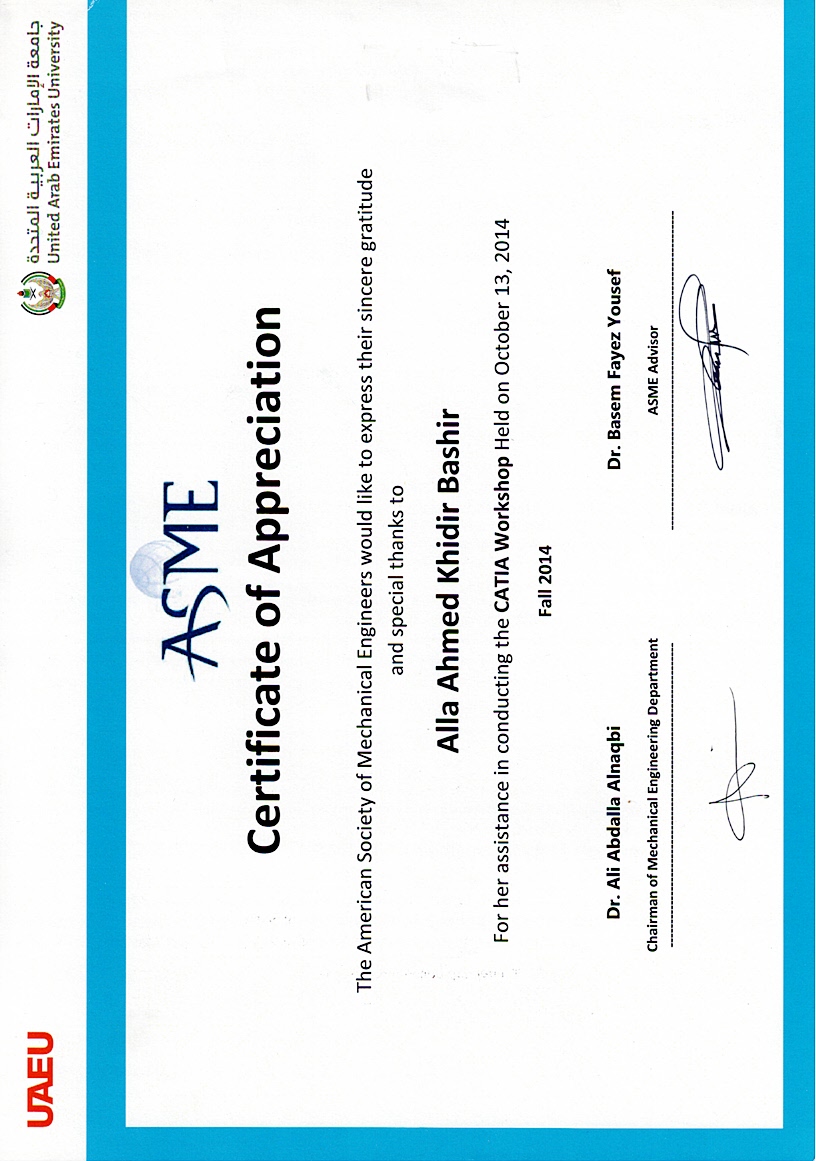 UAEU
جامعة الإمارات العربية المتحدة
United Arab Emirates University
ASME
Certificate of Appreciation
The American Society of Mechanical Engineers would like to express their sincere gratitude
and special thanks to
Alla Ahmed Khidir Bashir
For her assistance in conducting the CATIA Workshop Held on October 13, 2014
Fall 2014
Dr. Ali Abdalla Alnaqbi
Chairman of Mechanical Engineering Department
Dr. Basem Fayez Yousef
ASME Advisor